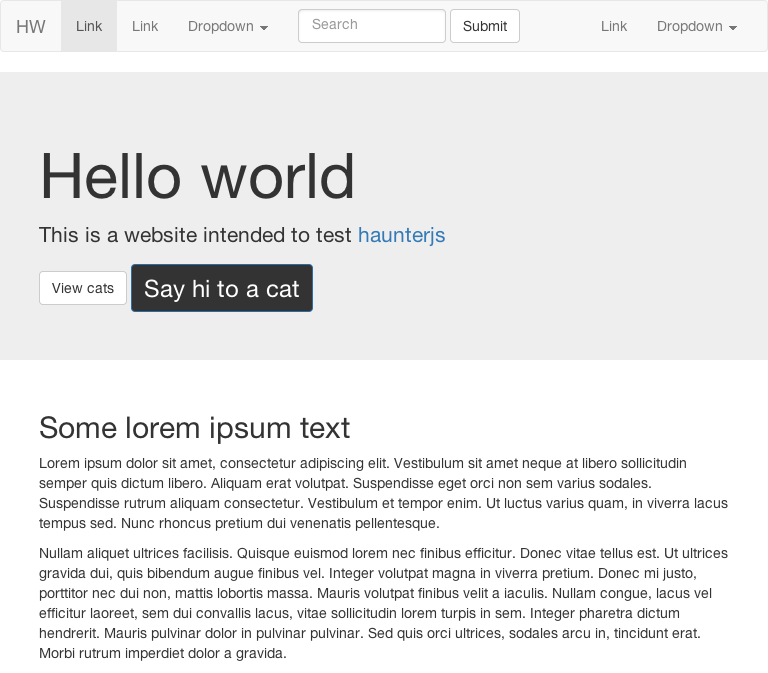 HW Link Link Dropdown Search Submit Link Dropdown
Hello world
This is a website intended to test haunterjs
View cats Say hi to a cat
Some lorem ipsum text
Lorem ipsum dolor sit amet, consectetur adipiscing elit. Vestibulum sit amet neque at libero sollicitudin
semper quis dictum libero. Aliquam erat volutpat. Suspendisse eget orci non sem varius sodales.
Suspendisse rutrum aliquam consectetur. Vestibulum et tempor enim. Ut luctus varius quam, in viverra lacus
tempus sed. Nunc rhoncus pretium dui venenatis pellentesque.
Nullam aliquet ultrices facilisis. Quisque euismod lorem nec finibus efficitur. Donec vitae tellus est. Ut ultrices
gravida dui, quis bibendum augue finibus vel. Integer volutpat magna in viverra pretium. Donec mi justo,
porttitor nec dui non, mattis lobortis massa. Mauris volutpat finibus velit a iaculis. Nullam congue, lacus vel
efficitur laoreet, sem dui convallis lacus, vitae sollicitudin lorem turpis in sem. Integer pharetra dictum
hendrerit. Mauris pulvinar dolor in pulvinar pulvinar. Sed quis orci ultrices, sodales arcu in, tincidunt erat.
Morbi rutrum imperdiet dolor a gravida.